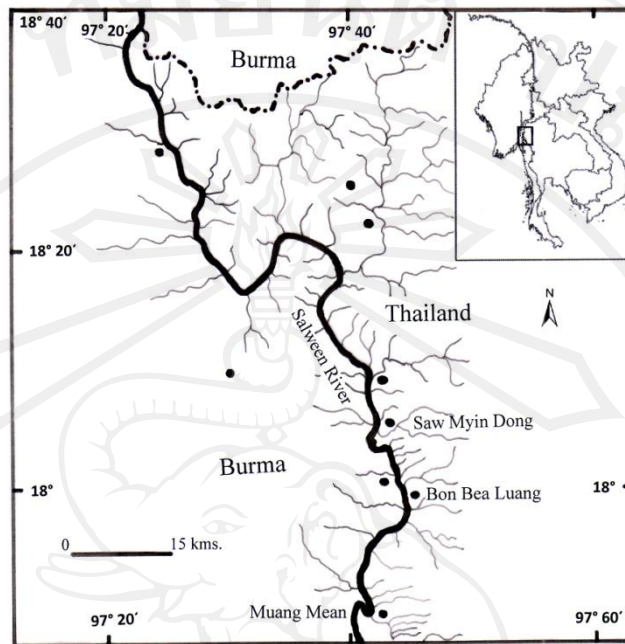 18° 40′
97° 20′
97° 40′
Burma
18° 20′
Thailand
N
Salween River
Saw Myin Dong
Burma
Bon Bea Luang
18°
18°
0
15 kms.
Muang Mean
97° 20′
97° 60′